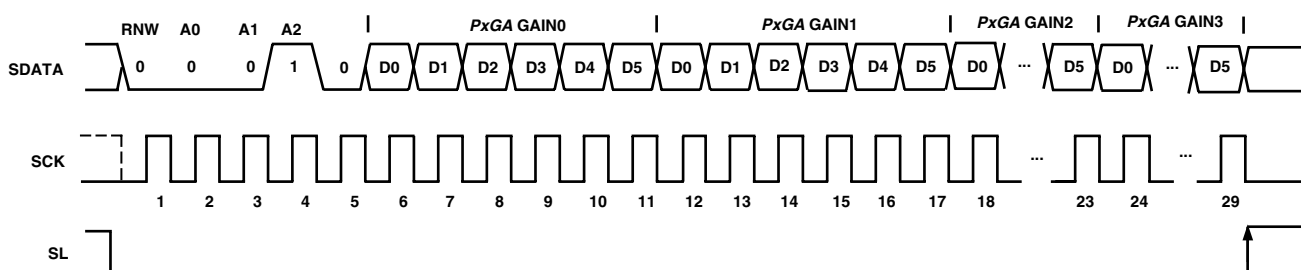 PxGA GAIN0 PxGA GAIN1 PxGA GAIN2 PxGA GAIN3
RNW A0 A1 A2
SDATA 0 0 0 1 0 D0 D1 D2 D3 D4 D5 D0 D1 D2 D3 D4 D5 D0 ... D5 D0 ... D5
SCK ... ...
1 2 3 4 5 6 7 8 9 10 11 12 13 14 15 16 17 18 23 24 29
SL